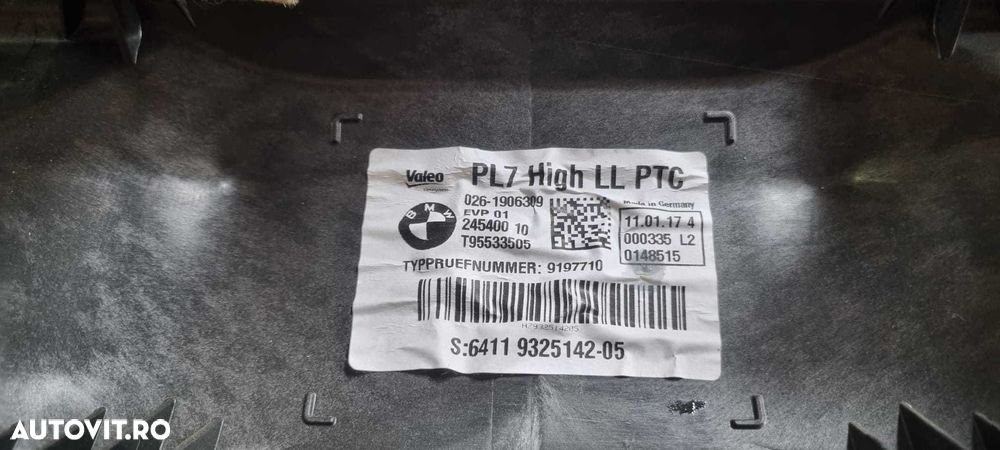 Valeo
PL7 High LL PTC
026-1906309
EVP 01
245400 10
T95533505
BMW
Made in Germany
11.01.17 4
000335 L2
0148515
TYPPRUEFNUMMER: 9197710
S:6411 9325142-05
AUTOVIT.RO